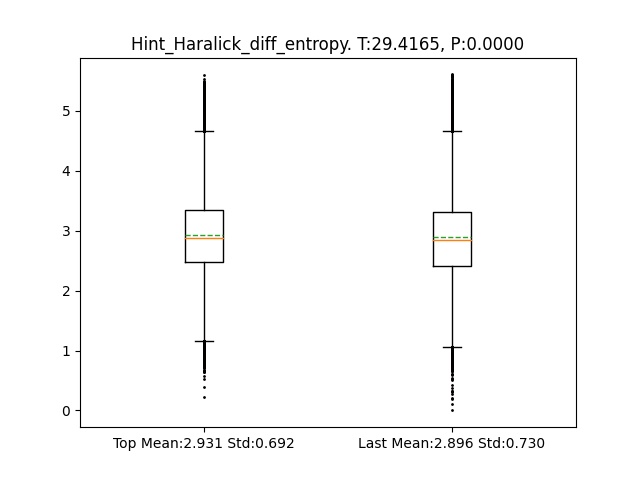 Hint_Haralick_diff_entropy. T:29.4165, P:0.0000
5
4
3
2
1
0
Top Mean:2.931 Std:0.692
Last Mean:2.896 Std:0.730